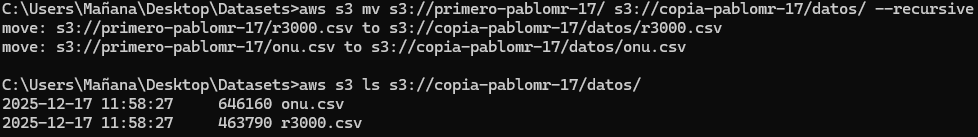 C:\Users\Mañana\Desktop\Datasets>aws s3 mv s3://primero-pablomr-17/ s3://copia-pablomr-17/datos/ --recursive
move: s3://primero-pablomr-17/r3000.csv to s3://copia-pablomr-17/datos/r3000.csv
move: s3://primero-pablomr-17/onu.csv to s3://copia-pablomr-17/datos/onu.csv
C:\Users\Mañana\Desktop\Datasets>aws s3 ls s3://copia-pablomr-17/datos/
2025-12-17 11:58:27     646160 onu.csv
2025-12-17 11:58:27     463790 r3000.csv